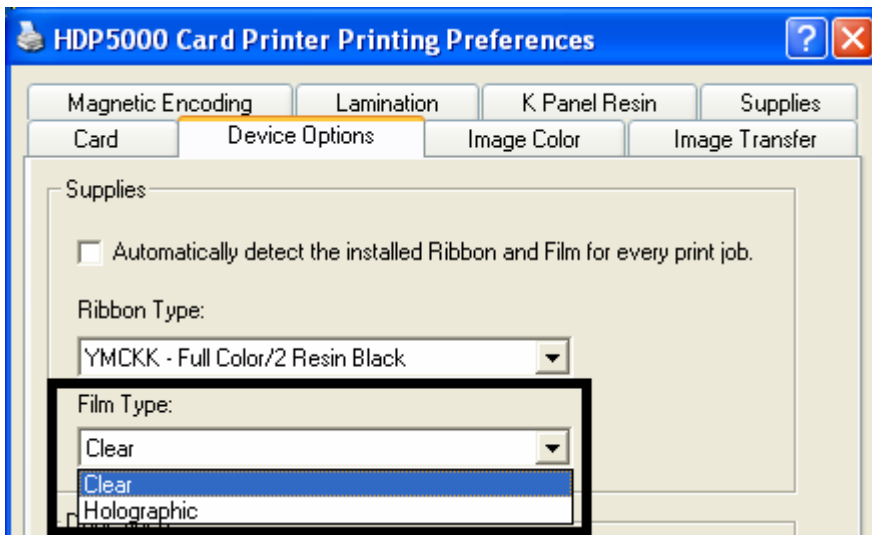 HDP5000 Card Printer Printing Preferences
Magnetic Encoding Lamination K Panel Resin Supplies
Card Device Options Image Color Image Transfer
Supplies
Automatically detect the installed Ribbon and Film for every print job.
Ribbon Type:
YMCKK - Full Color/2 Resin Black
Film Type:
Clear
Clear
Holographic